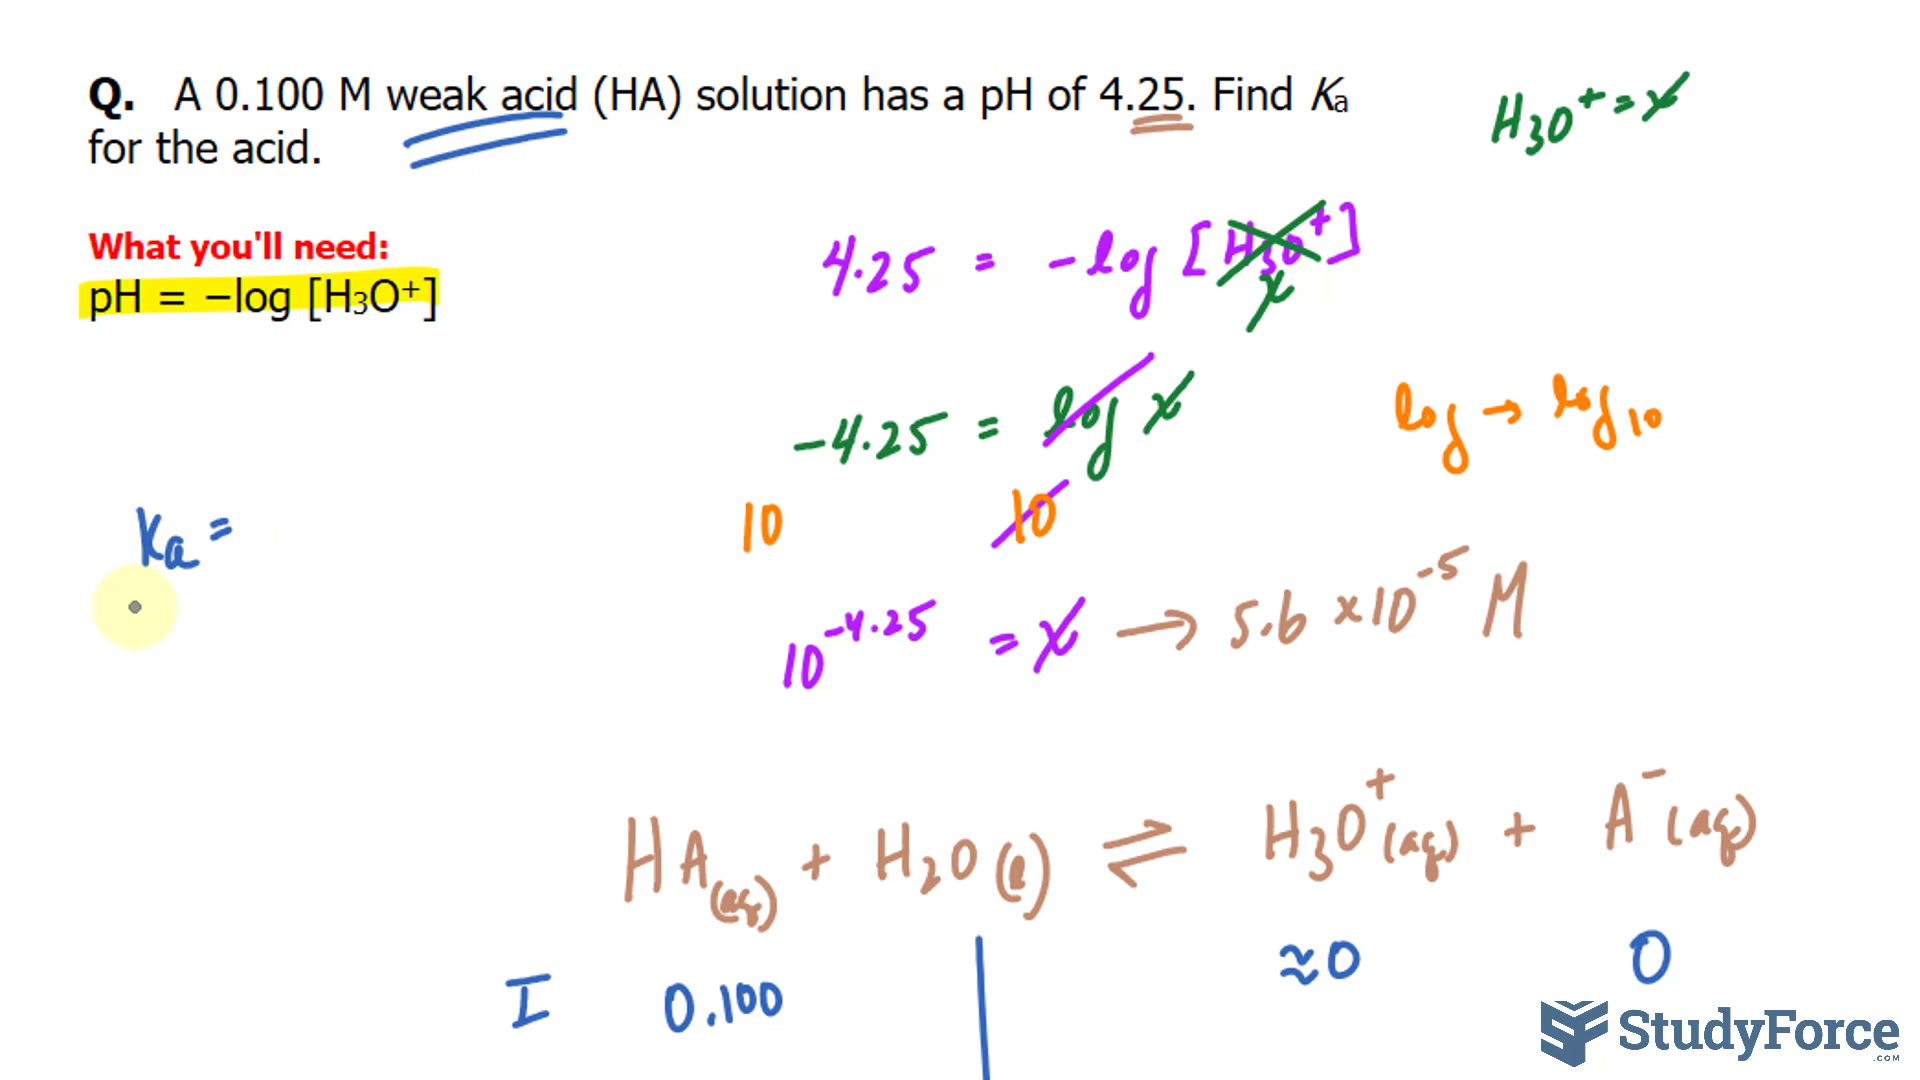 Q. A 0.100 M weak acid (HA) solution has a pH of 4.25. Find Ka
for the acid.
H₃O⁺ = x
What you'll need:
pH = −log [H₃O⁺]
4.25 = -log [H₃O⁺]
x
-4.25 = log x
log → log₁₀
10 10
Ka =
10⁻⁴·²⁵ = x → 5.6 x 10⁻⁵ M
HA(aq) + H₂O(l) ⇌ H₃O⁺(aq) + A⁻(aq)
I 0.100 ≈0 0
StudyForce
.COM